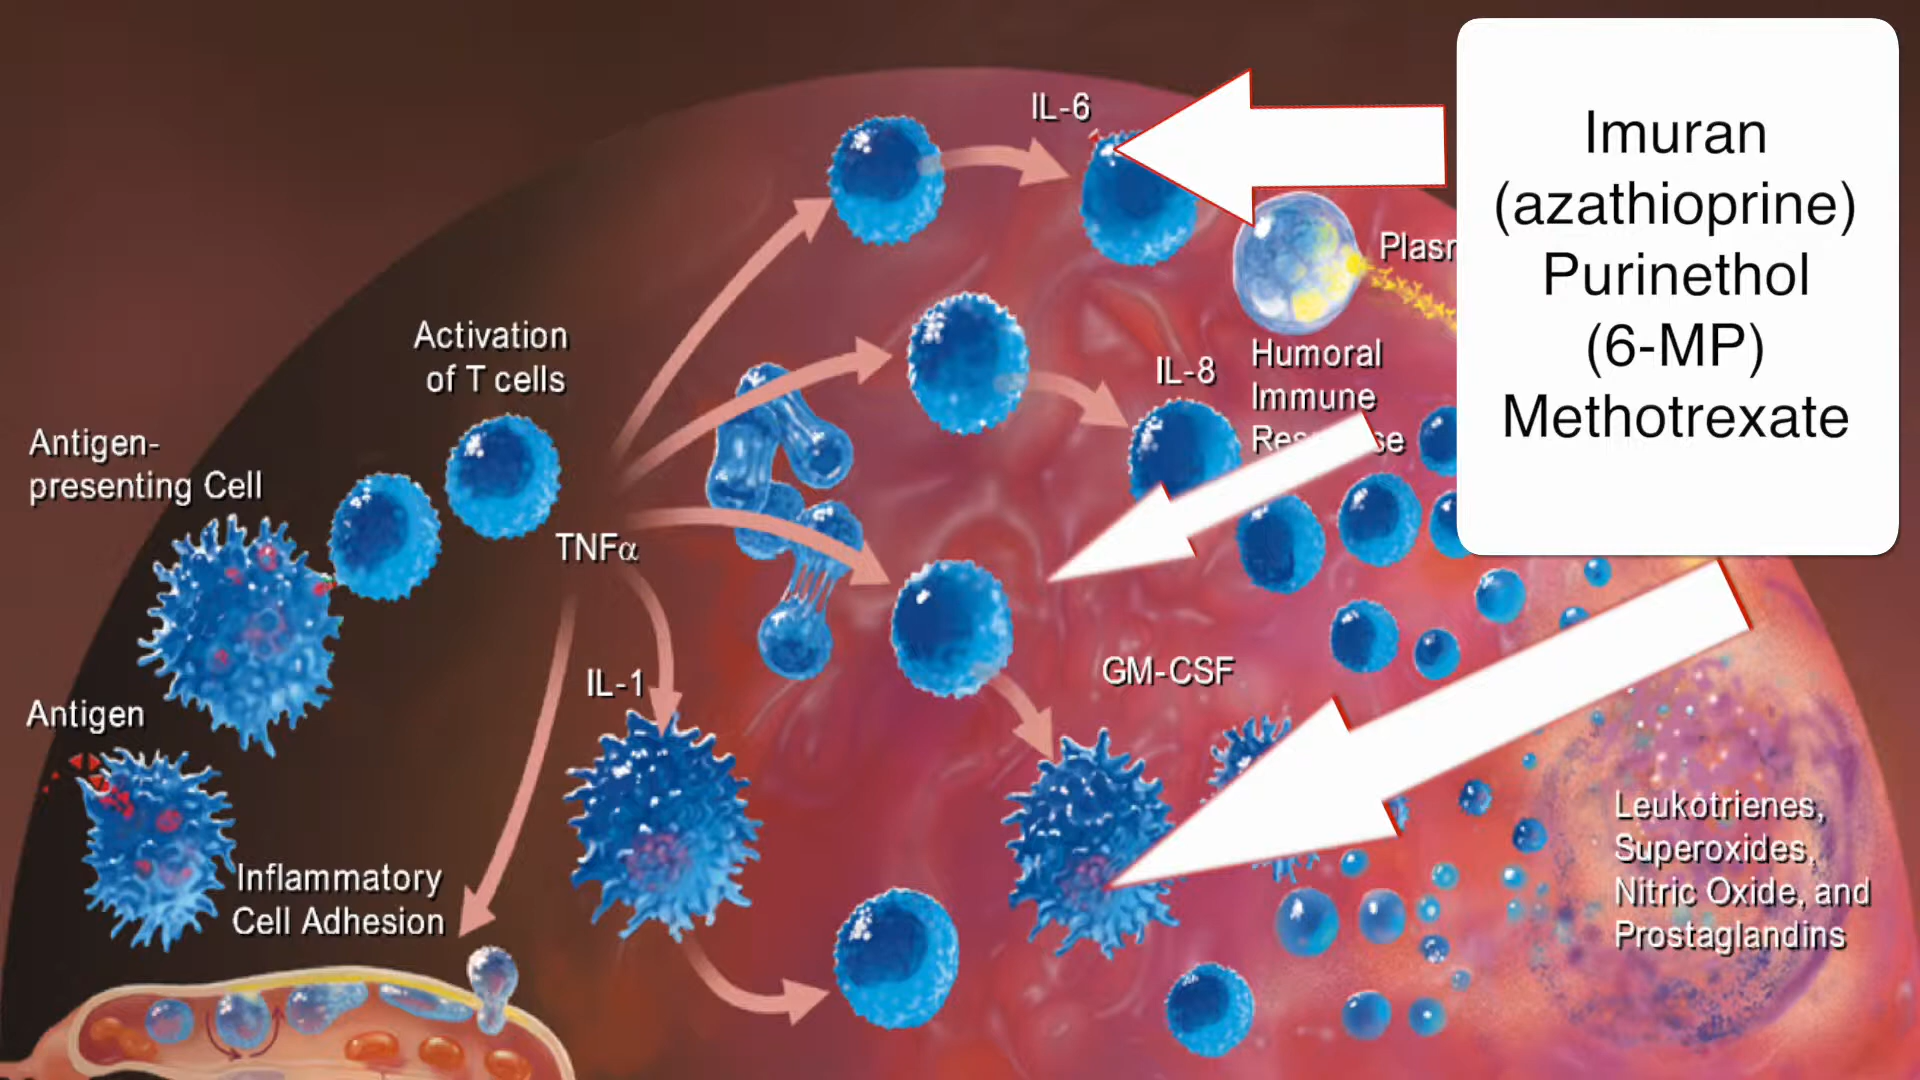 Imuran
(azathioprine)
Purinethol
(6-MP)
Methotrexate
IL-6
Humoral
Immune
IL-8
Activation
of T cells
Antigen-
presenting Cell
TNFα
IL-1
GM-CSF
Antigen
Inflammatory
Cell Adhesion
Leukotrienes,
Superoxides,
Nitric Oxide, and
Prostaglandins